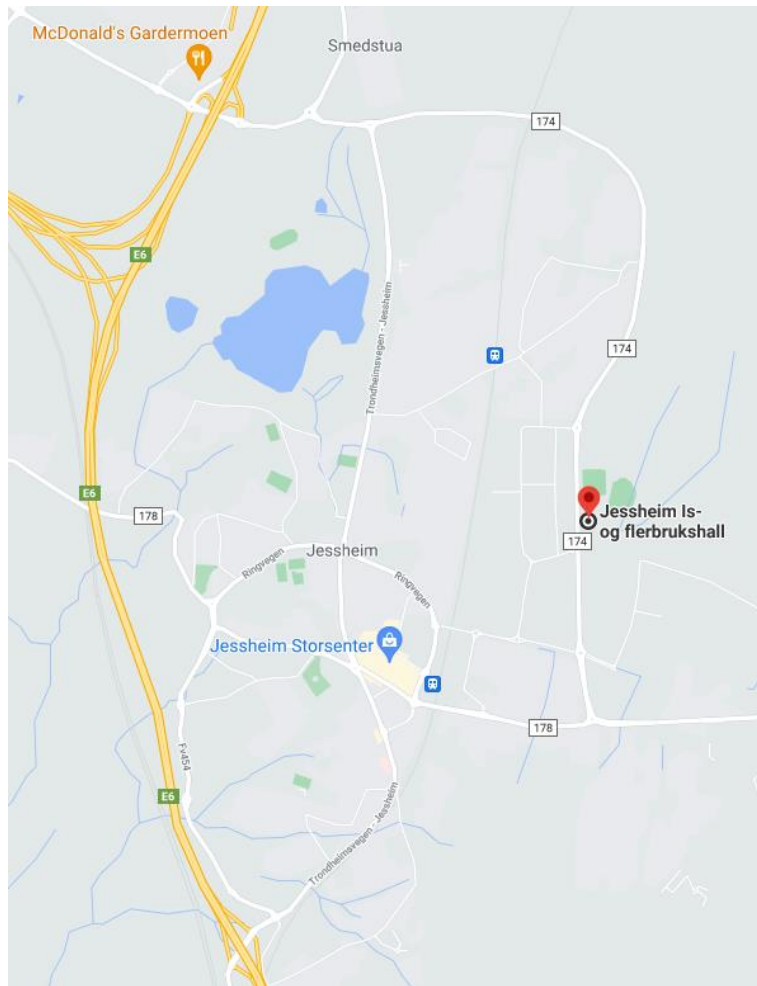 McDonald's Gardermoen
Smedstua
174
E6
Trondheimsvegen - Jessheim
174
E6
178
Jessheim Is-
og flerbrukshall
174
Jessheim
Ringvegen
Ringvegen
Jessheim Storsenter
178
Fv454
E6
Trondheimsvegen - Jessheim